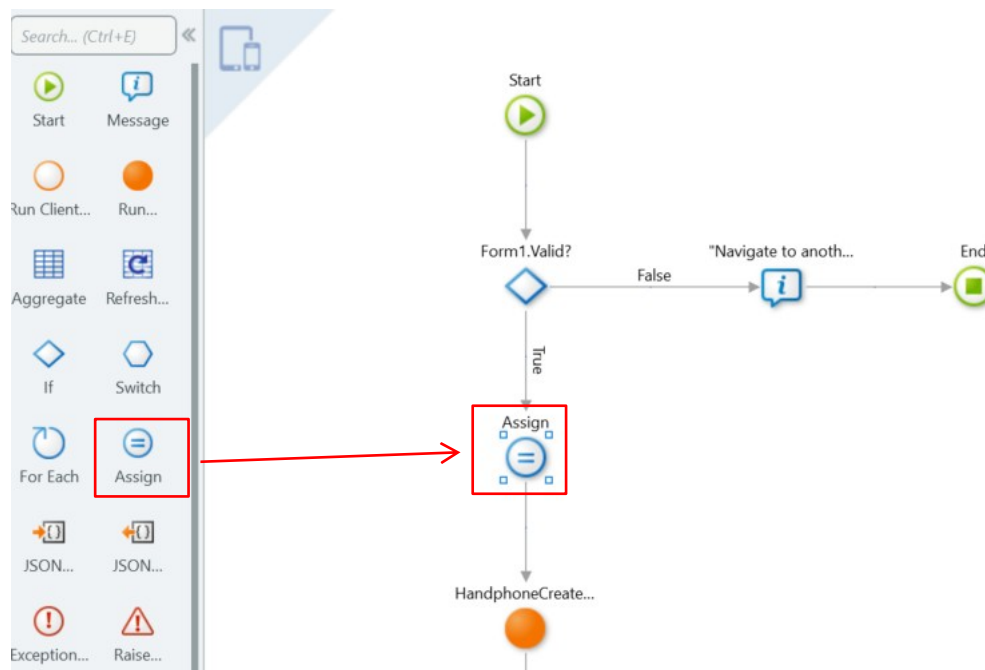 Search... (Ctrl+E)
Start
Message
Run Client...
Run...
Aggregate
Refresh...
If
Switch
For Each
Assign
JSON...
JSON...
Exception...
Raise...
Start
Form1.Valid?
False
"Navigate to anoth...
End
True
Assign
HandphoneCreate...